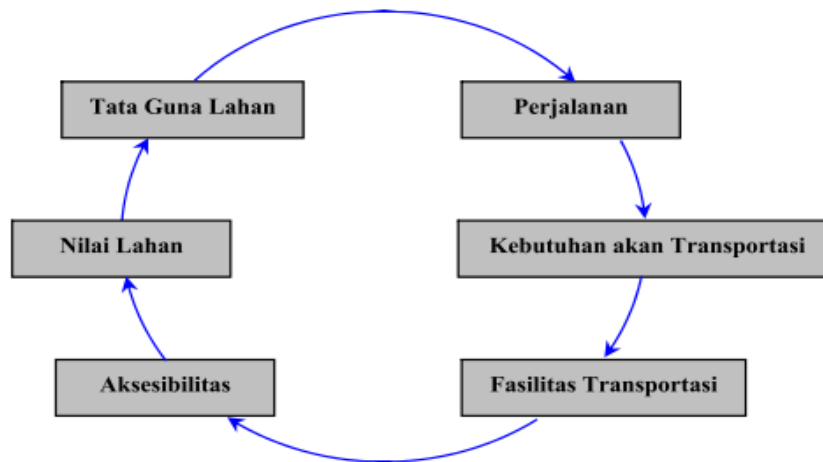 Tata Guna Lahan
Perjalanan
Nilai Lahan
Kebutuhan akan Transportasi
Aksesibilitas
Fasilitas Transportasi